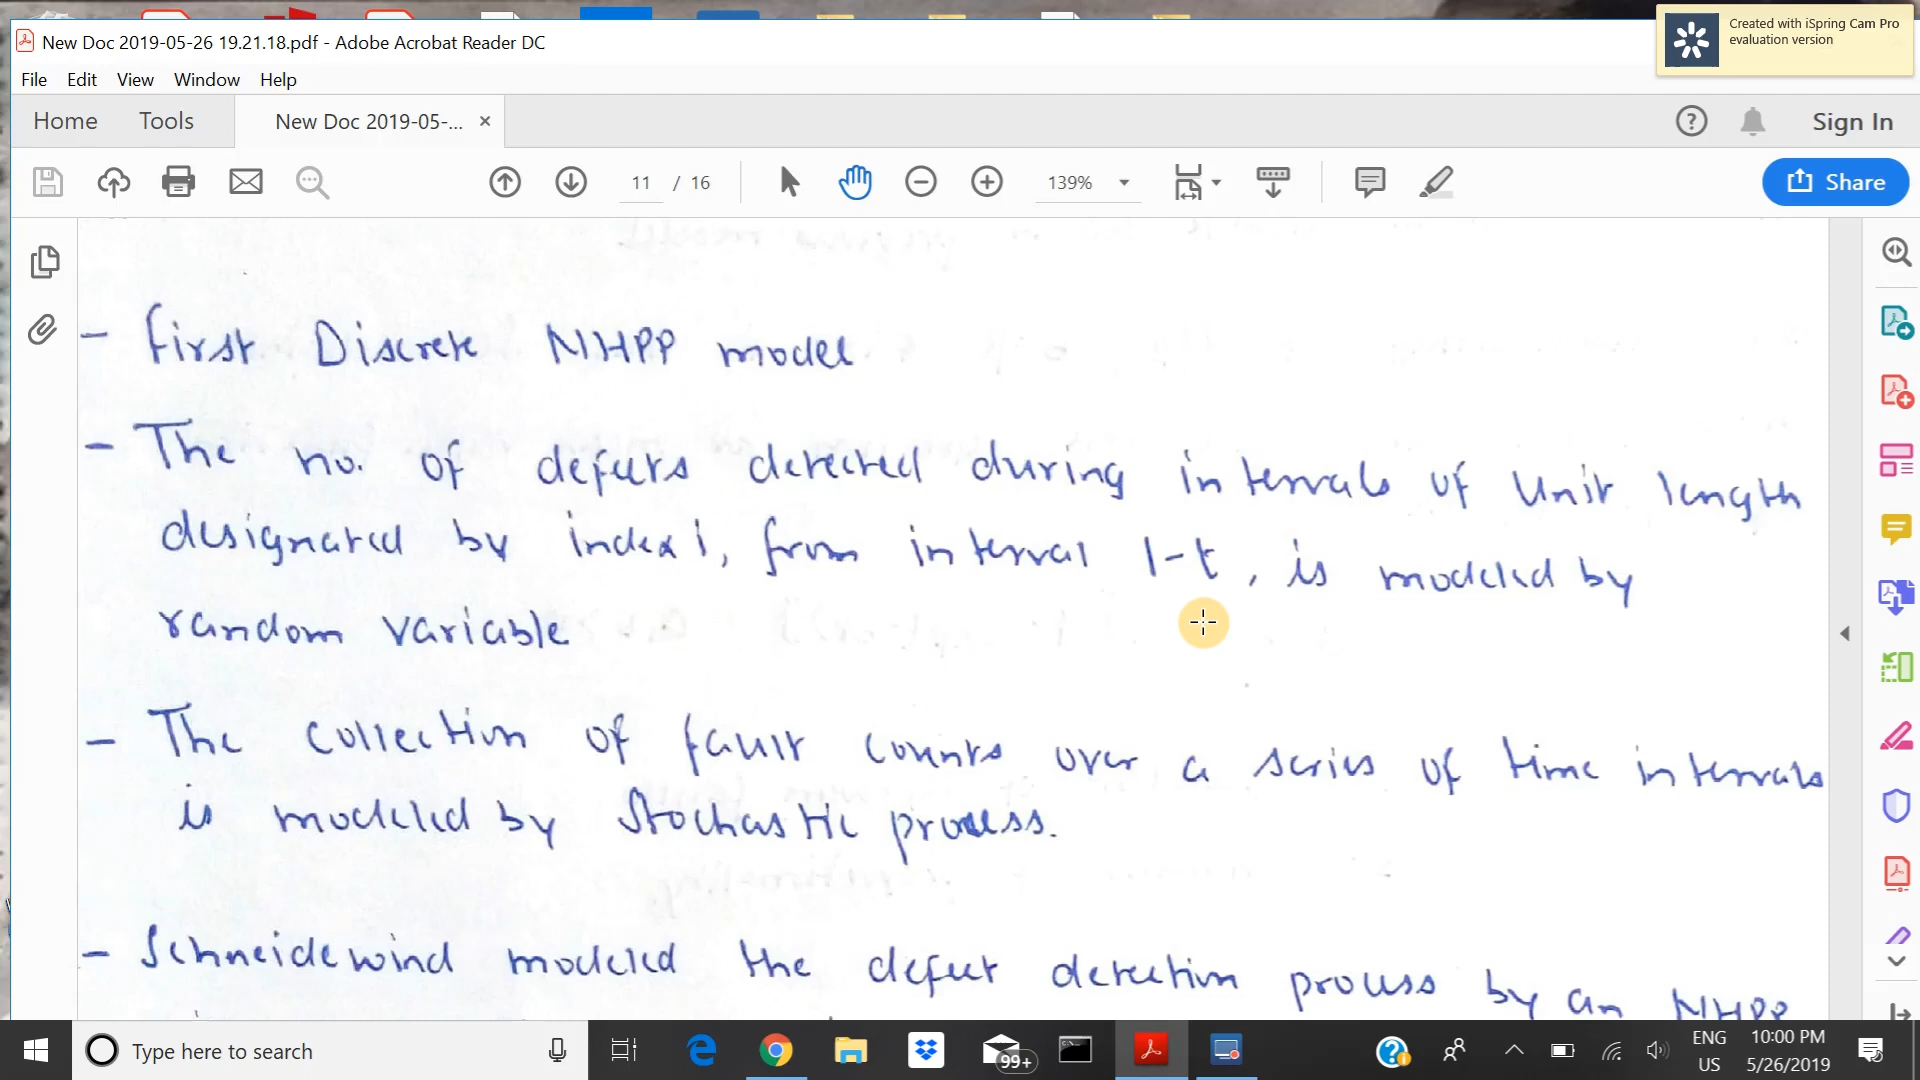 Created with iSpring Cam Pro
evaluation version
New Doc 2019-05-26 19.21.18.pdf - Adobe Acrobat Reader DC
File Edit View Window Help
Home Tools New Doc 2019-05-... × Sign In
11 / 16 139% Share
- First Discrete NHPP model
- The no. of defects detected during intervals of unit length
designated by index i, from interval 1-t, is modeled by
random variable
- The collection of fault counts over a series of time intervals
is modeled by Stochastic process.
- Schneidewind modeled the defect detection process by an NHPP
Type here to search
99+
ENG
US
10:00 PM
5/26/2019